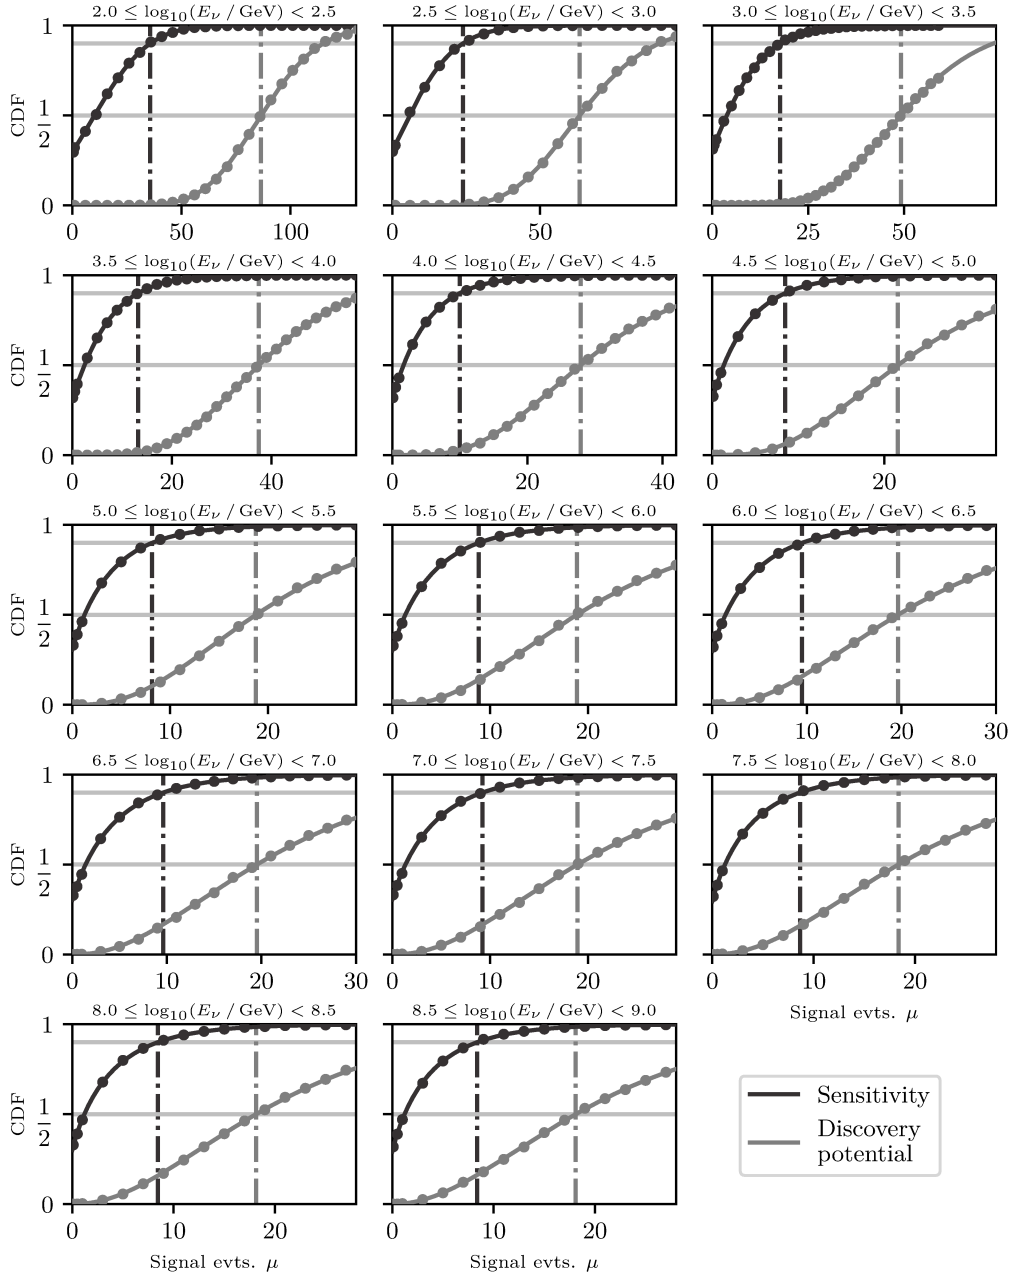 2.0 ≤ log₁₀(Eν / GeV) < 2.5
2.5 ≤ log₁₀(Eν / GeV) < 3.0
3.0 ≤ log₁₀(Eν / GeV) < 3.5
CDF
1
1/2
0
0 50 100
0 50
0 25 50
3.5 ≤ log₁₀(Eν / GeV) < 4.0
4.0 ≤ log₁₀(Eν / GeV) < 4.5
4.5 ≤ log₁₀(Eν / GeV) < 5.0
CDF
1
1/2
0
0 20 40
0 20 40
0 20
5.0 ≤ log₁₀(Eν / GeV) < 5.5
5.5 ≤ log₁₀(Eν / GeV) < 6.0
6.0 ≤ log₁₀(Eν / GeV) < 6.5
CDF
1
1/2
0
0 10 20
0 10 20
0 10 20 30
6.5 ≤ log₁₀(Eν / GeV) < 7.0
7.0 ≤ log₁₀(Eν / GeV) < 7.5
7.5 ≤ log₁₀(Eν / GeV) < 8.0
CDF
1
1/2
0
0 10 20 30
0 10 20
0 10 20
Signal evts. μ
8.0 ≤ log₁₀(Eν / GeV) < 8.5
8.5 ≤ log₁₀(Eν / GeV) < 9.0
CDF
1
1/2
0
0 10 20
0 10 20
Signal evts. μ
Signal evts. μ
Sensitivity
Discovery
potential